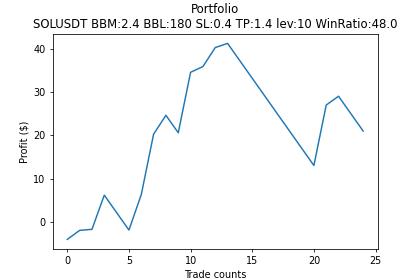 Portfolio
SOLUSDT BBM:2.4 BBL:180 SL:0.4 TP:1.4 lev:10 WinRatio:48.0
40
30
20
10
0
Profit ($)
0 5 10 15 20 25
Trade counts